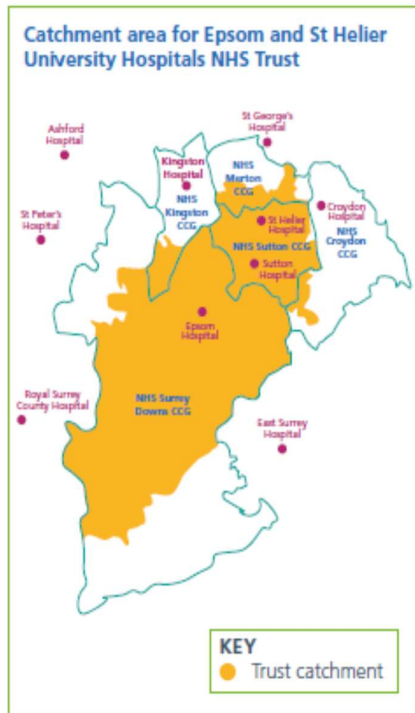 Catchment area for Epsom and St Helier
University Hospitals NHS Trust
St George's
Hospital
Ashford
Hospital
Kingston
Hospital
NHS
Merton
CCG
St Peter's
Hospital
NHS
Kingston
CCG
St Helier
Hospital
Croydon
Hospital
NHS
Croydon
CCG
NHS Sutton CCG
Sutton
Hospital
Epsom
Hospital
Royal Surrey
County Hospital
NHS Surrey
Downs CCG
East Surrey
Hospital
KEY
Trust catchment